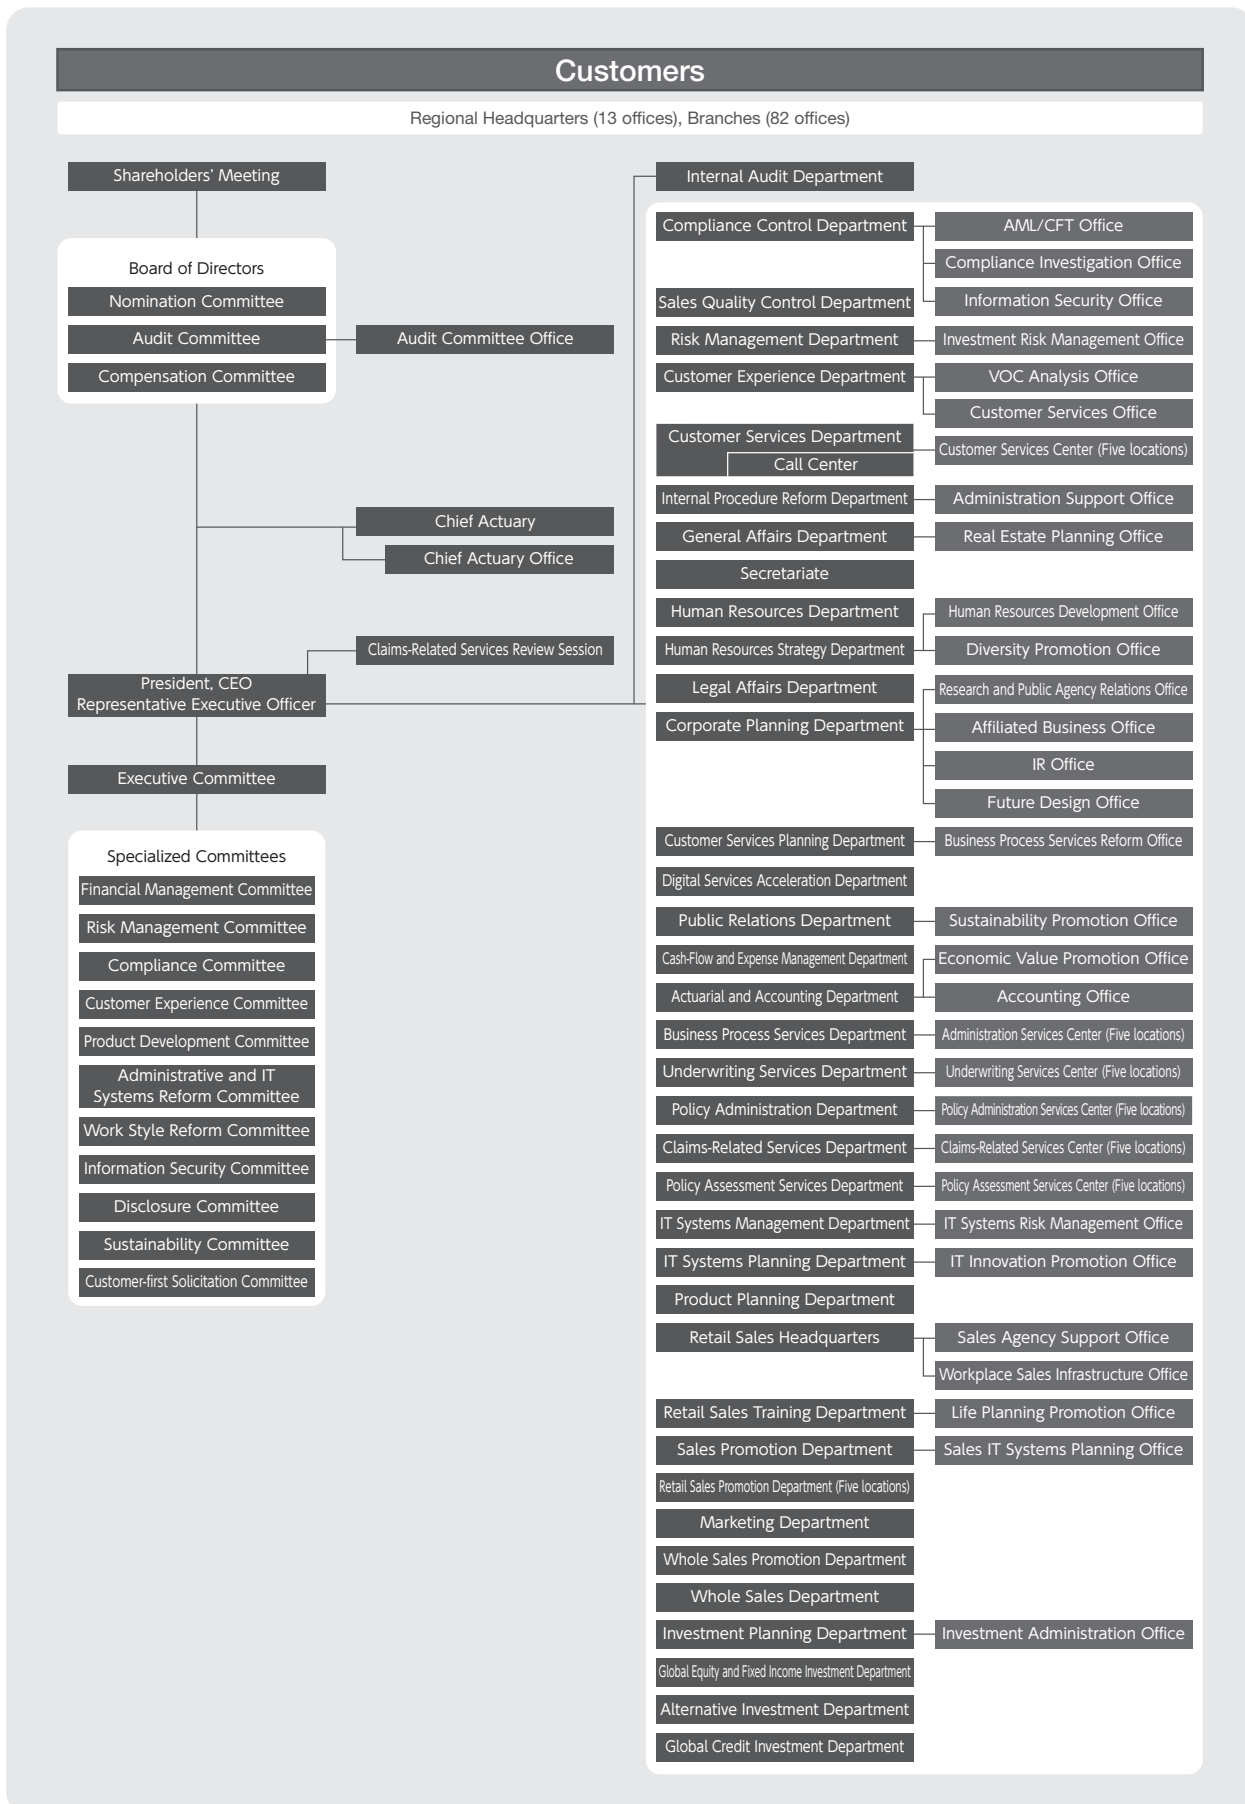 Customers
Regional Headquarters (13 offices), Branches (82 offices)
Shareholders' Meeting
Board of Directors
Nomination Committee
Audit Committee
Audit Committee Office
Compensation Committee
Chief Actuary
Chief Actuary Office
Claims-Related Services Review Session
President, CEO
Representative Executive Officer
Executive Committee
Specialized Committees
Financial Management Committee
Risk Management Committee
Compliance Committee
Customer Experience Committee
Product Development Committee
Administrative and IT
Systems Reform Committee
Work Style Reform Committee
Information Security Committee
Disclosure Committee
Sustainability Committee
Customer-first Solicitation Committee
Internal Audit Department
Compliance Control Department
AML/CFT Office
Compliance Investigation Office
Information Security Office
Sales Quality Control Department
Risk Management Department
Investment Risk Management Office
Customer Experience Department
VOC Analysis Office
Customer Services Office
Customer Services Department
Call Center
Customer Services Center (Five locations)
Internal Procedure Reform Department
Administration Support Office
General Affairs Department
Real Estate Planning Office
Secretariate
Human Resources Department
Human Resources Development Office
Human Resources Strategy Department
Diversity Promotion Office
Legal Affairs Department
Research and Public Agency Relations Office
Corporate Planning Department
Affiliated Business Office
IR Office
Future Design Office
Customer Services Planning Department
Business Process Services Reform Office
Digital Services Acceleration Department
Public Relations Department
Sustainability Promotion Office
Cash-Flow and Expense Management Department
Economic Value Promotion Office
Actuarial and Accounting Department
Accounting Office
Business Process Services Department
Administration Services Center (Five locations)
Underwriting Services Department
Underwriting Services Center (Five locations)
Policy Administration Department
Policy Administration Services Center (Five locations)
Claims-Related Services Department
Claims-Related Services Center (Five locations)
Policy Assessment Services Department
Policy Assessment Services Center (Five locations)
IT Systems Management Department
IT Systems Risk Management Office
IT Systems Planning Department
IT Innovation Promotion Office
Product Planning Department
Retail Sales Headquarters
Sales Agency Support Office
Workplace Sales Infrastructure Office
Retail Sales Training Department
Life Planning Promotion Office
Sales Promotion Department
Sales IT Systems Planning Office
Retail Sales Promotion Department (Five locations)
Marketing Department
Whole Sales Promotion Department
Whole Sales Department
Investment Planning Department
Investment Administration Office
Global Equity and Fixed Income Investment Department
Alternative Investment Department
Global Credit Investment Department